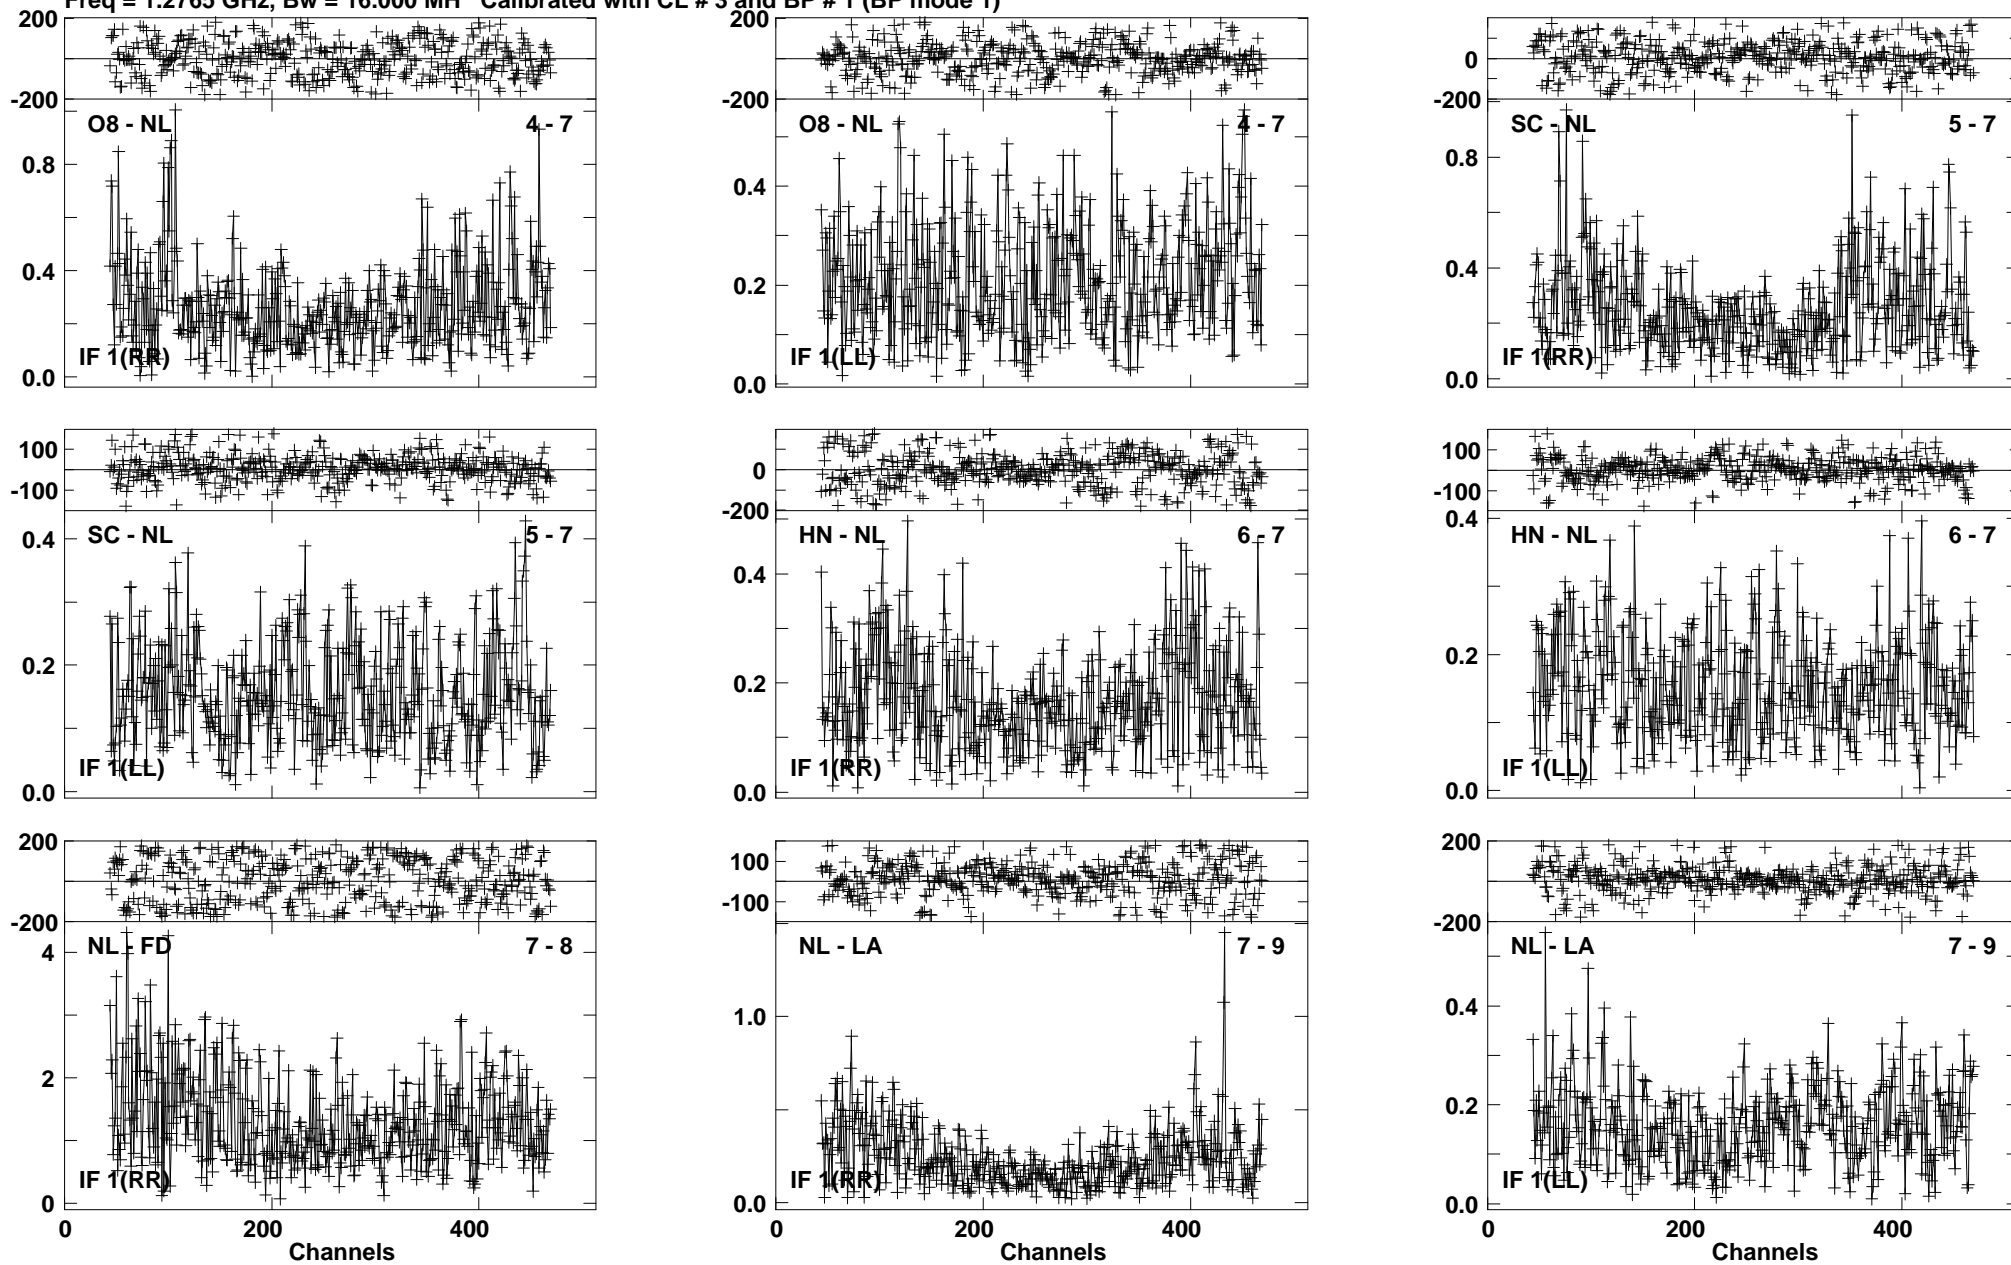 Freq = 1.2765 GHz, Bw = 16.000 MH Calibrated with CL # 3 and BP # 1 (BP mode 1)
200
-200
O8 - NL 4 - 7
0.8
0.4
0.0
IF 1(RR)
200
-200
O8 - NL 4 - 7
0.4
0.2
0.0
IF 1(LL)
0
-200
SC - NL 5 - 7
0.8
0.4
0.0
IF 1(RR)
100
-100
SC - NL 5 - 7
0.4
0.2
0.0
IF 1(LL)
0
-200
HN - NL 6 - 7
0.4
0.2
0.0
IF 1(RR)
100
-100
HN - NL 6 - 7
0.4
0.2
0.0
IF 1(LL)
200
-200
NL - FD 7 - 8
4
2
0
IF 1(RR)
0 200 400
Channels
100
-100
NL - LA 7 - 9
1.0
0.0
IF 1(RR)
0 200 400
Channels
200
-200
NL - LA 7 - 9
0.4
0.2
0.0
IF 1(LL)
0 200 400
Channels